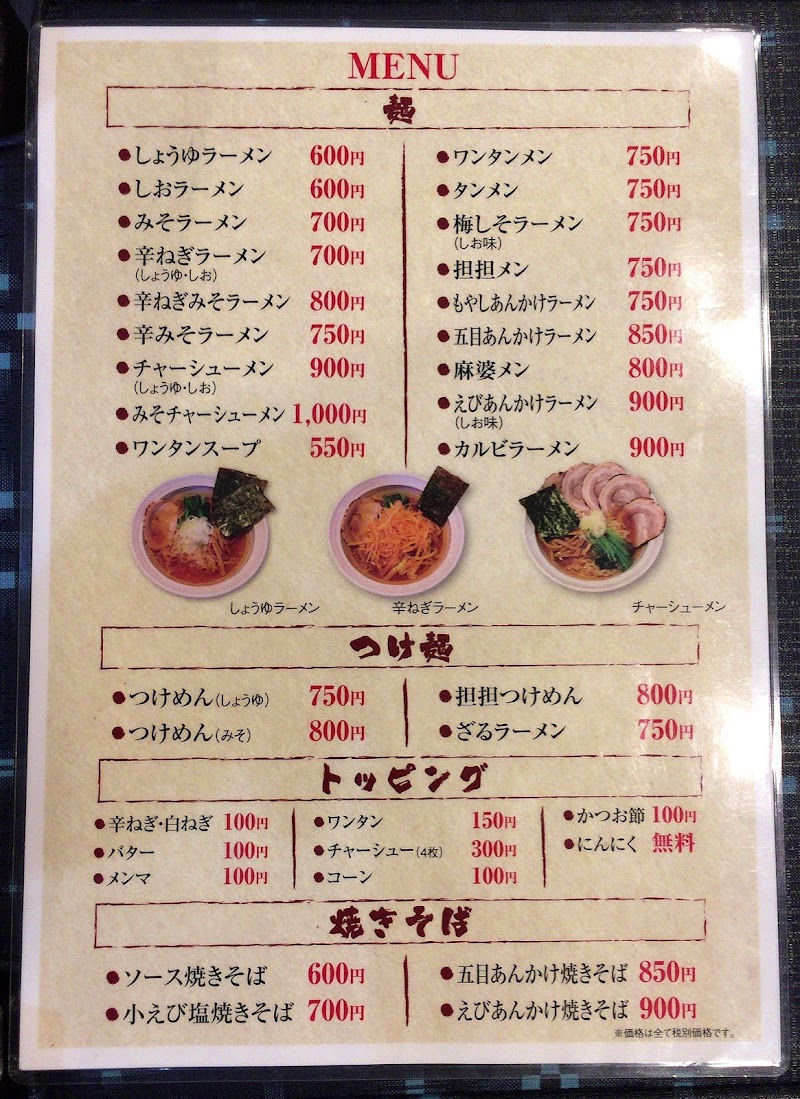 MENU
麺
●しょうゆラーメン 600円
●しおラーメン 600円
●みそラーメン 700円
●辛ねぎラーメン 700円
(しょうゆ・しお)
●辛ねぎみそラーメン 800円
●辛みそラーメン 750円
●チャーシューメン 900円
(しょうゆ・しお)
●みそチャーシューメン 1,000円
●ワンタンスープ 550円
●ワンタンメン 750円
●タンメン 750円
●梅しそラーメン 750円
(しお味)
●担担メン 750円
●もやしあんかけラーメン 750円
●五目あんかけラーメン 850円
●麻婆メン 800円
●えびあんかけラーメン 900円
(しお味)
●カルビラーメン 900円
しょうゆラーメン
辛ねぎラーメン
チャーシューメン
つけ麺
●つけめん(しょうゆ) 750円
●つけめん(みそ) 800円
●担担つけめん 800円
●ざるラーメン 750円
トッピング
●辛ねぎ・白ねぎ 100円
●バター 100円
●メンマ 100円
●ワンタン 150円
●チャーシュー(4枚) 300円
●コーン 100円
●かつお節 100円
●にんにく 無料
焼きそば
●ソース焼きそば 600円
●小えび塩焼きそば 700円
●五目あんかけ焼きそば 850円
●えびあんかけ焼きそば 900円
※価格は全て税別価格です。